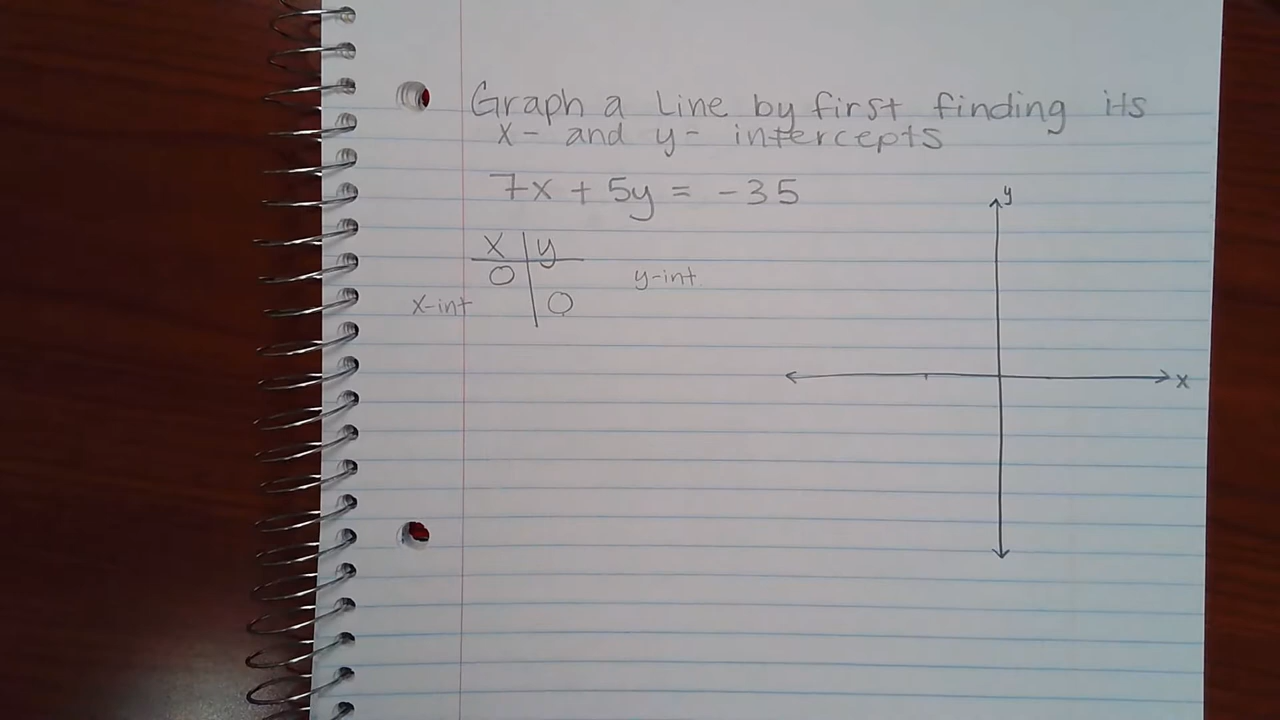 Graph a Line by first finding its
x- and y- intercepts
7x + 5y = -35
x y
0 y-int.
x-int 0
y
x